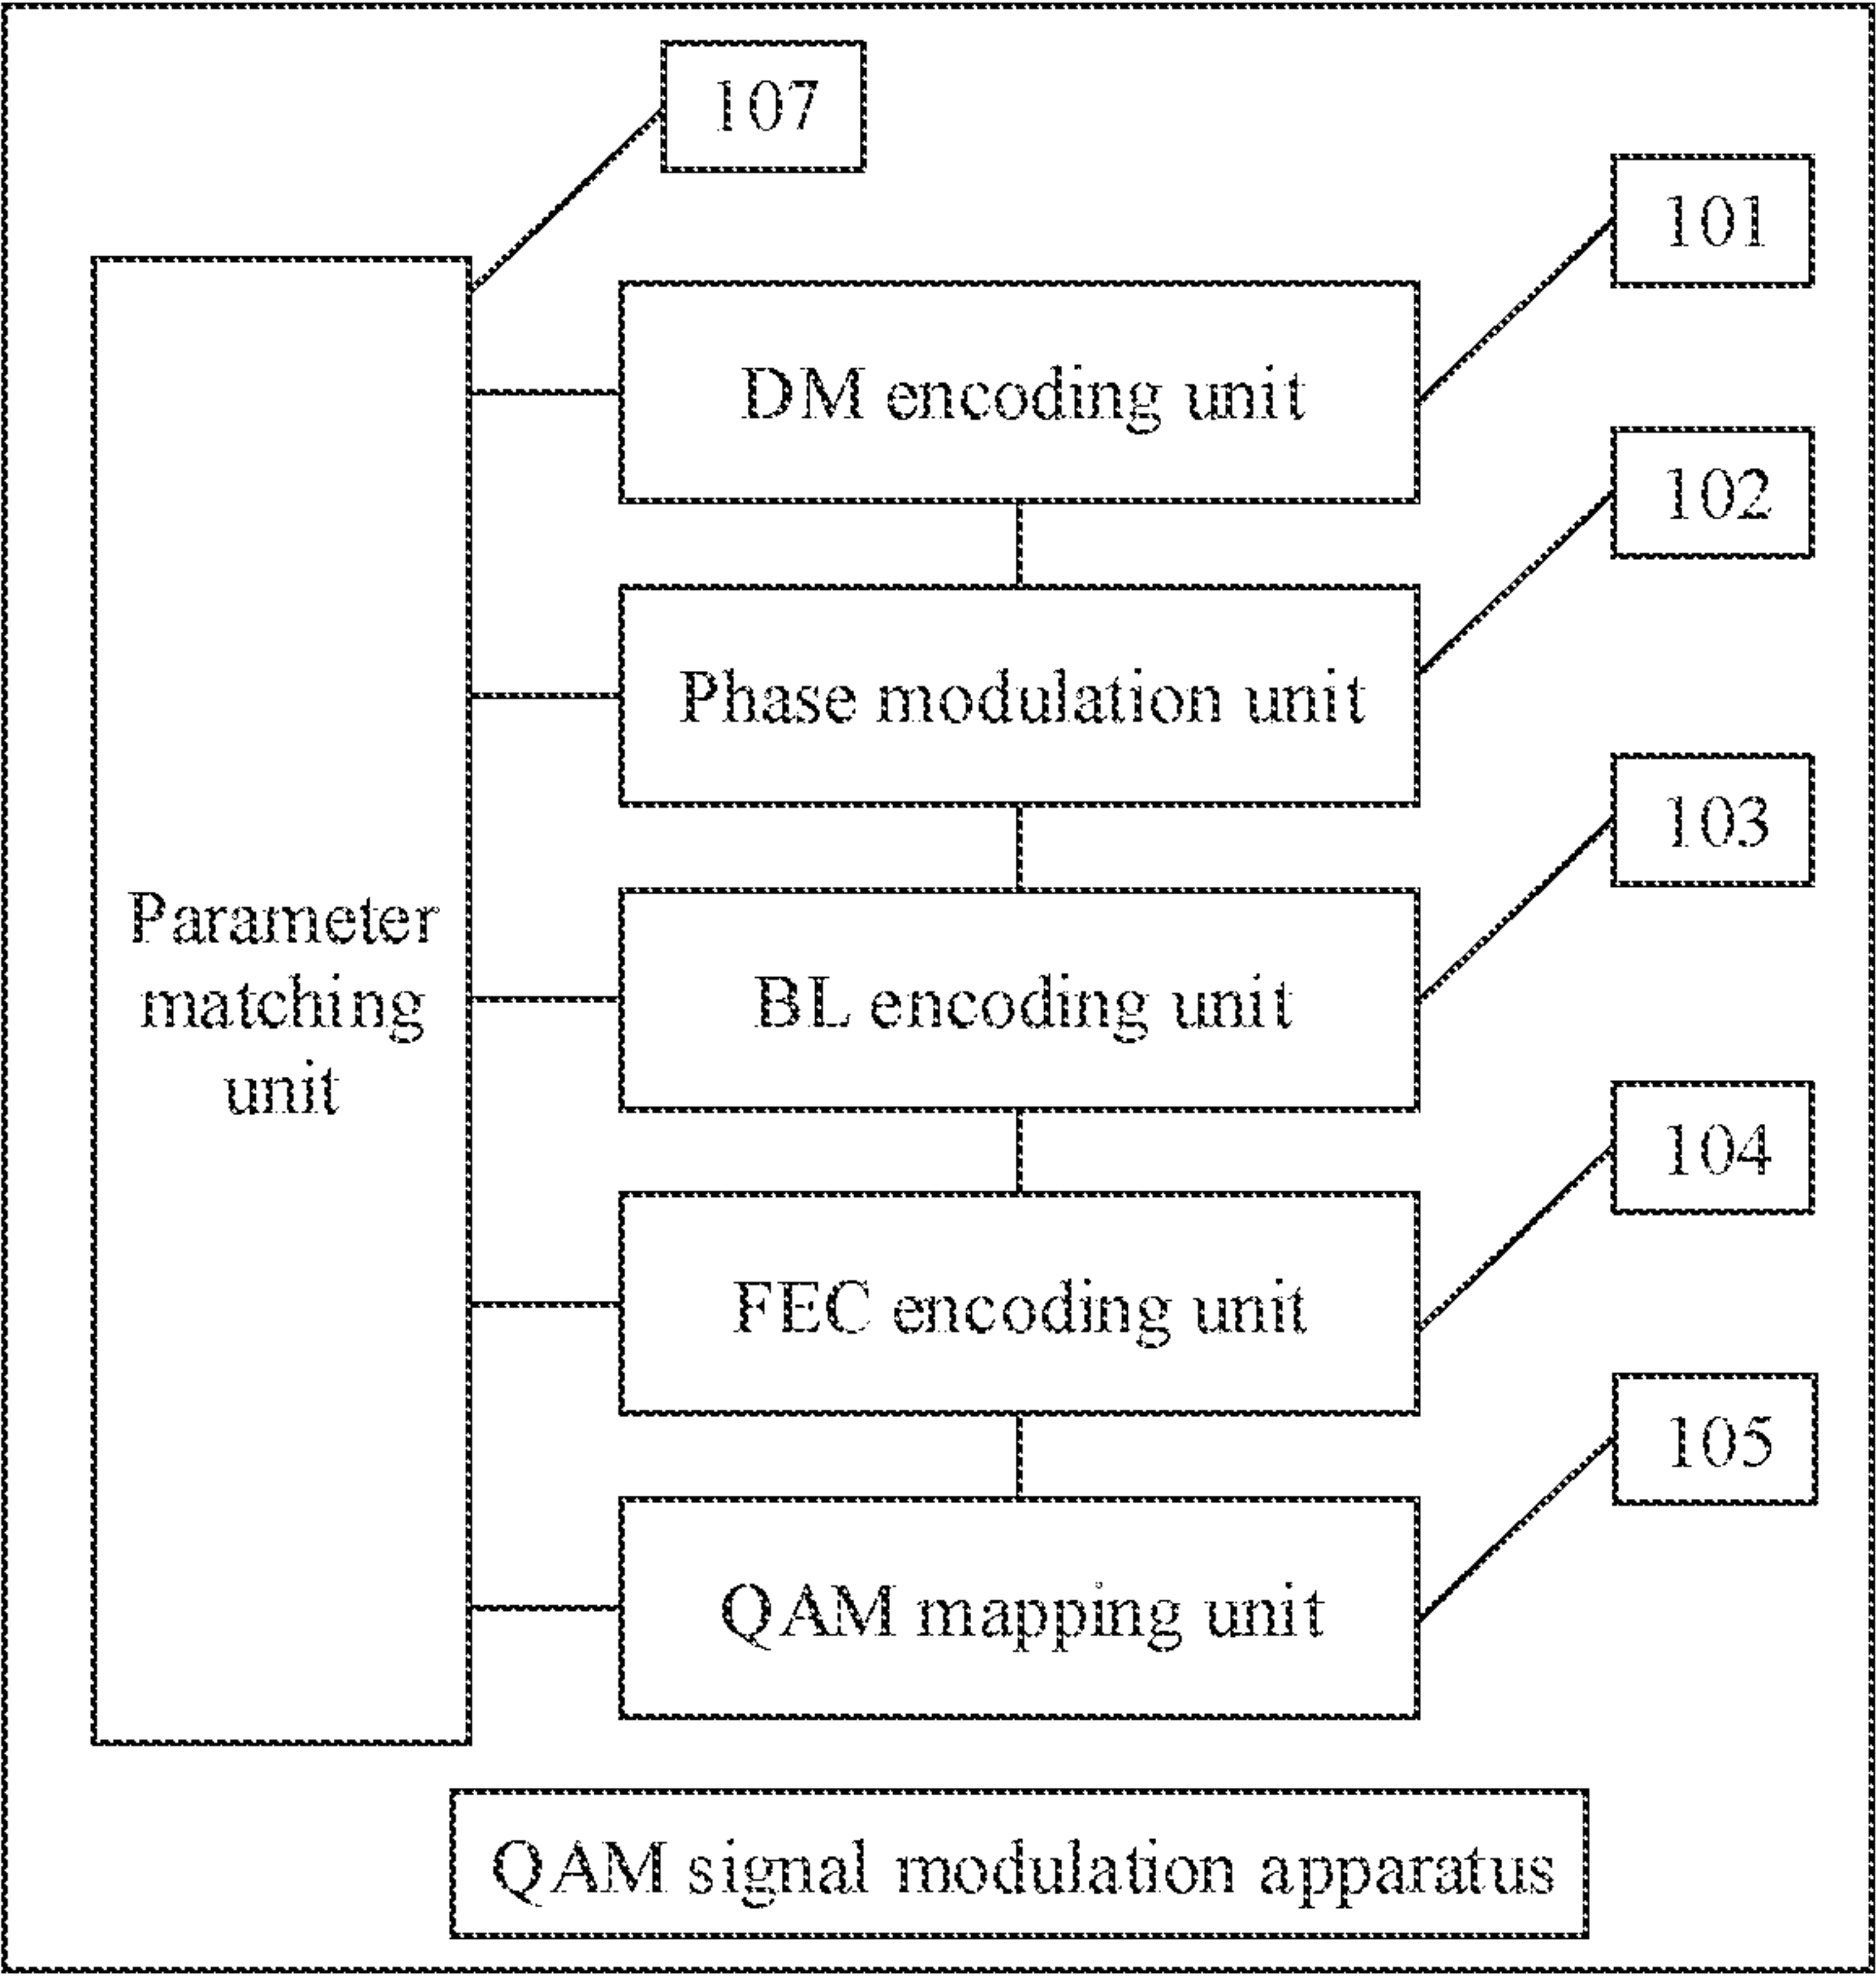 107
101
DM encoding unit
102
Phase modulation unit
103
Parameter
matching
unit
BL encoding unit
104
FEC encoding unit
105
QAM mapping unit
QAM signal modulation apparatus